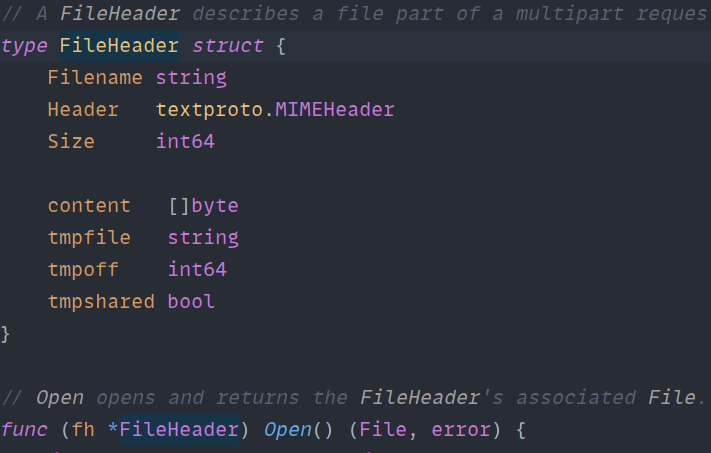 // A FileHeader describes a file part of a multipart reques
type FileHeader struct {
    Filename string
    Header   textproto.MIMEHeader
    Size     int64

    content   []byte
    tmpfile   string
    tmpoff    int64
    tmpshared bool
}

// Open opens and returns the FileHeader's associated File.
func (fh *FileHeader) Open() (File, error) {